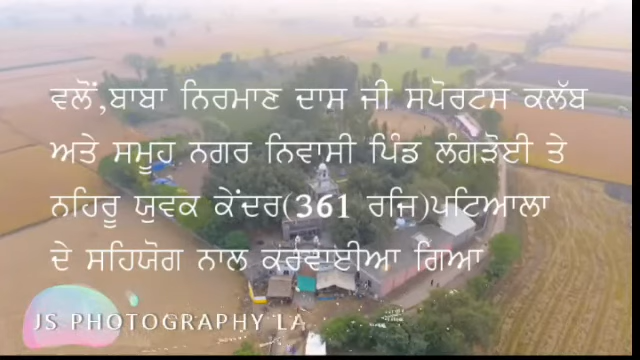 ਵਲੋਂ,ਬਾਬਾ ਨਿਰਮਾਣ ਦਾਸ ਜੀ ਸਪੋਰਟਸ ਕਲੱਬ
ਅਤੇ ਸਮੂਹ ਨਗਰ ਨਿਵਾਸੀ ਪਿੰਡ ਲੰਗੜੋਈ ਤੇ
ਨਹਿਰੂ ਯੁਵਕ ਕੇਂਦਰ(361 ਰਜਿ)ਪਟਿਆਲਾ
ਦੇ ਸਹਿਯੋਗ ਨਾਲ ਕਰਵਾਈਆ ਗਿਆ
JS PHOTOGRAPHY LA